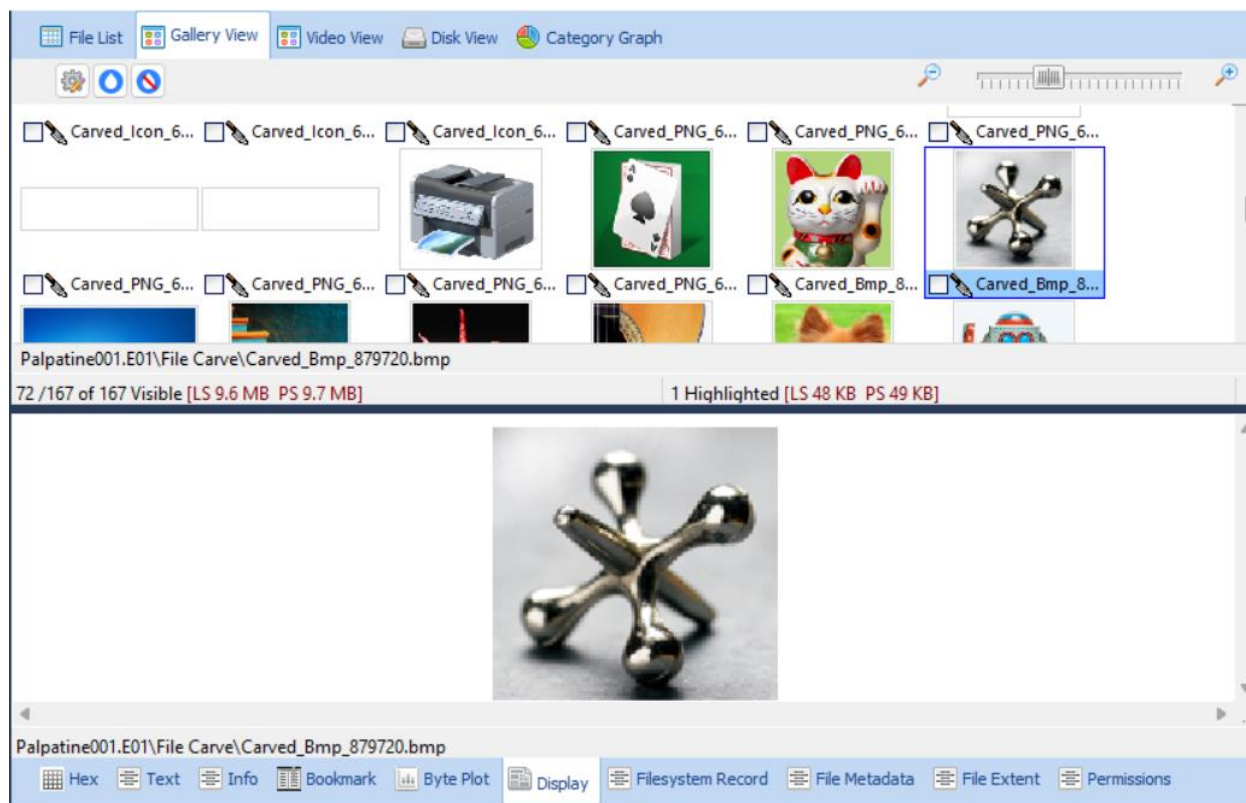 File List Gallery View Video View Disk View Category Graph
Carved_Icon_6... Carved_Icon_6... Carved_Icon_6... Carved_PNG_6... Carved_PNG_6... Carved_PNG_6...
Carved_PNG_6... Carved_PNG_6... Carved_PNG_6... Carved_PNG_6... Carved_Bmp_8... Carved_Bmp_8...
Palpatine001.E01\File Carve\Carved_Bmp_879720.bmp
72 /167 of 167 Visible [LS 9.6 MB PS 9.7 MB] 1 Highlighted [LS 48 KB PS 49 KB]
Palpatine001.E01\File Carve\Carved_Bmp_879720.bmp
Hex Text Info Bookmark Byte Plot Display Filesystem Record File Metadata File Extent Permissions